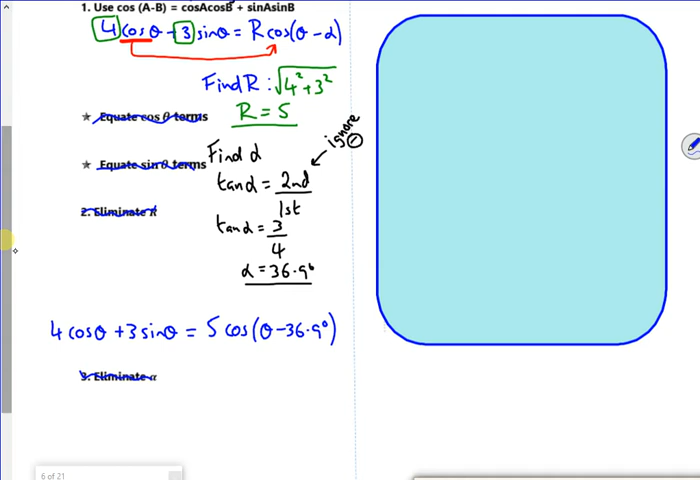 1. Use cos (A-B) = cosAcosB + sinAsinB
4cosθ + 3sinθ = Rcos(θ - α)
Find R : √4² + 3²
R = 5
★ Equate cos θ terms
ignore ⊖
★ Equate sin θ terms
Find α
tanα = 2nd
1st
2. Eliminate R
tanα = 3
4
α = 36.9°
4cosθ + 3sinθ = 5cos(θ - 36.9°)
3. Eliminate α
6 of 21